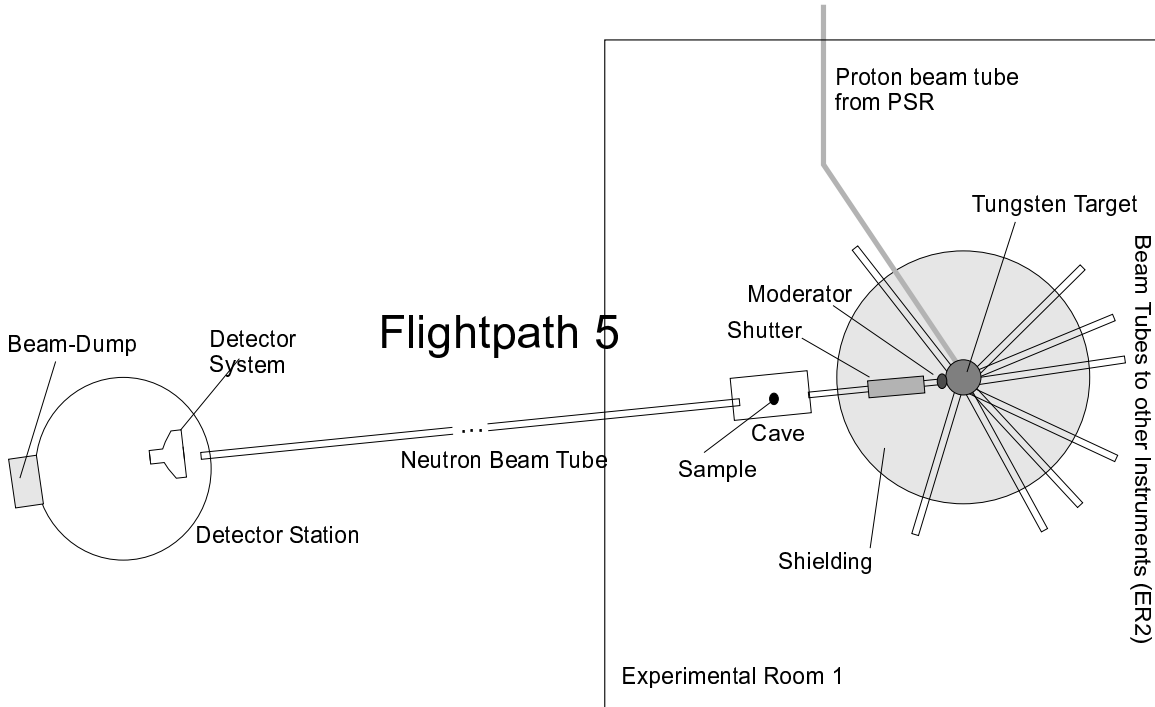 Proton beam tube
from PSR
Tungsten Target
Beam Tubes to other Instruments (ER2)
Moderator
Shutter
Flightpath 5
Beam-Dump
Detector
System
...
Neutron Beam Tube
Cave
Sample
Detector Station
Shielding
Experimental Room 1